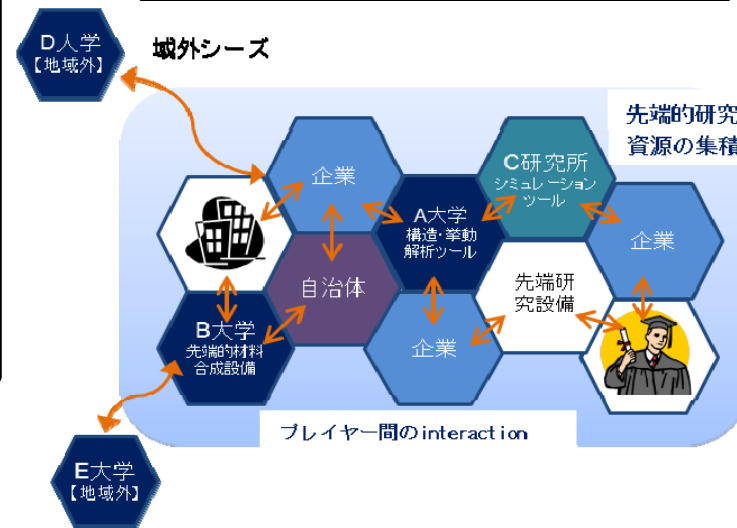 D大学
【地域外】
域外シーズ
先端的研究
資源の集積
企業
C研究所
シミュレーション
ツール
A大学
構造・挙動
解析ツール
企業
自治体
先端研
究設備
B大学
先端的材料
合成設備
企業
プレイヤー間のinteraction
E大学
【地域外】